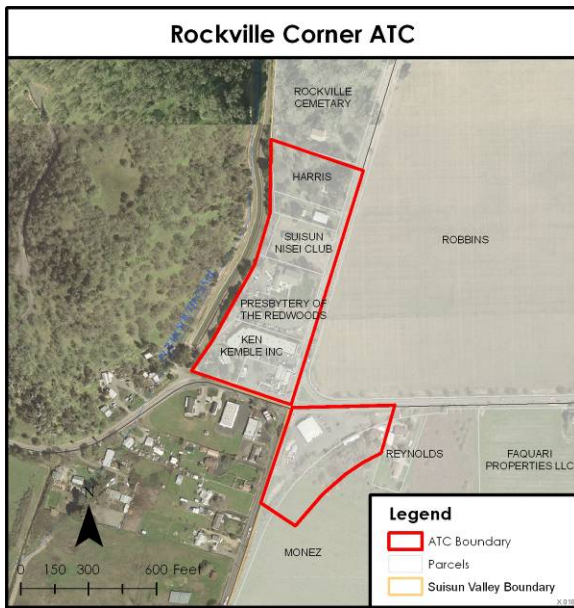 Rockville Corner ATC
ROCKVILLE
CEMETARY
HARRIS
SUISUN
NISEI CLUB
ROBBINS
PRESBYTERY OF
THE REDWOODS
KEN
KEMBLE INC
REYNOLDS
FAQUARI
PROPERTIES LLC
MONEZ
N
0 150 300 600 Feet
Legend
ATC Boundary
Parcels
Suisun Valley Boundary